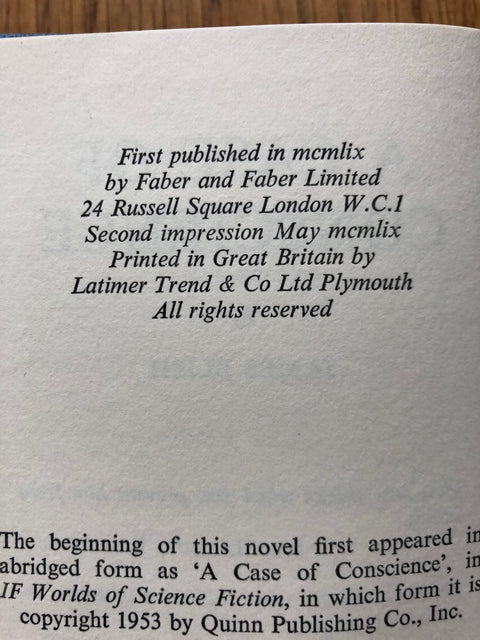 First published in mcmlix
by Faber and Faber Limited
24 Russell Square London W.C.1
Second impression May mcmlix
Printed in Great Britain by
Latimer Trend & Co Ltd Plymouth
All rights reserved
The beginning of this novel first appeared in
abridged form as ‘A Case of Conscience’, in
IF Worlds of Science Fiction, in which form it is
copyright 1953 by Quinn Publishing Co., Inc.